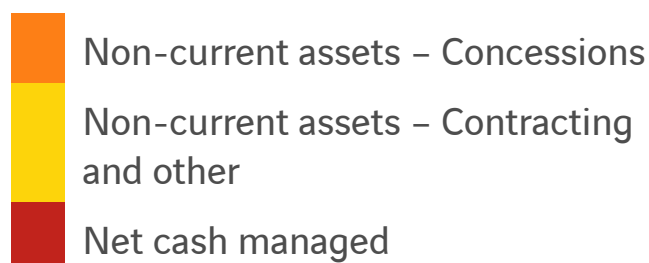 Non-current assets – Concessions
Non-current assets – Contracting
and other
Net cash managed